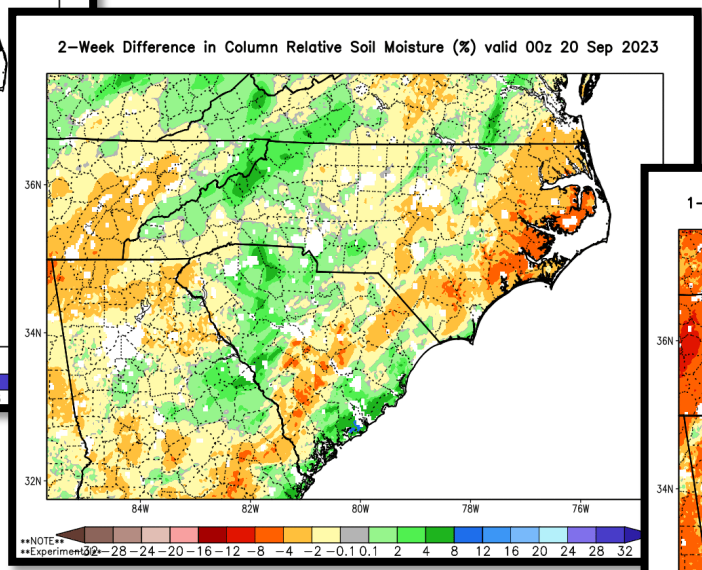 2-Week Difference in Column Relative Soil Moisture (%) valid 00z 20 Sep 2023
36N
34N
32N
84W
82W
80W
78W
76W
**NOTE**
**Experimental**
-32 -28 -24 -20 -16 -12 -8 -4 -2 -0.1 0.1 2 4 8 12 16 20 24 28 32
1-
36N
34N